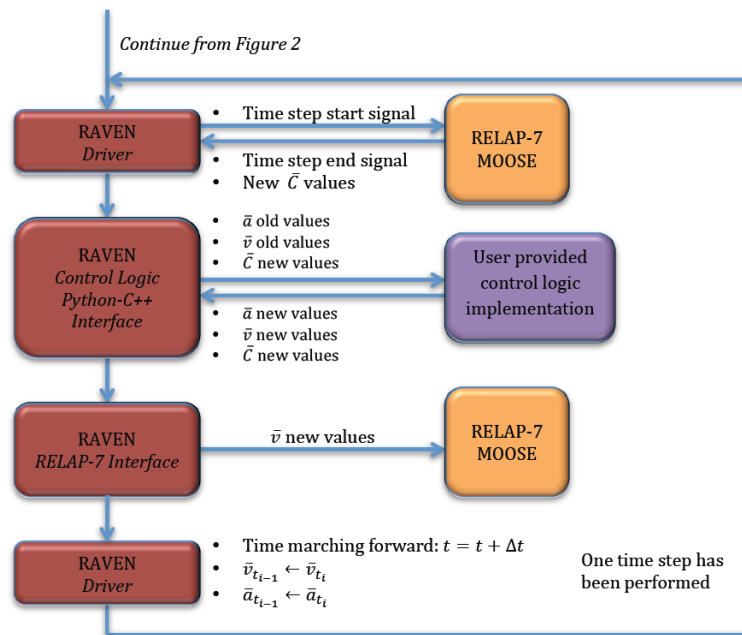 Continue from Figure 2
RAVEN
Driver
• Time step start signal
• Time step end signal
• New C̄ values
RELAP-7
MOOSE
RAVEN
Control Logic
Python-C++
Interface
• ā old values
• v̄ old values
• C̄ new values
• ā new values
• v̄ new values
• C̄ new values
User provided
control logic
implementation
RAVEN
RELAP-7 Interface
v̄ new values
RELAP-7
MOOSE
RAVEN
Driver
• Time marching forward: t = t + Δt
• v̄_{t_{i−1}} ← v̄_{t_i}
• ā_{t_{i−1}} ← ā_{t_i}
One time step has
been performed